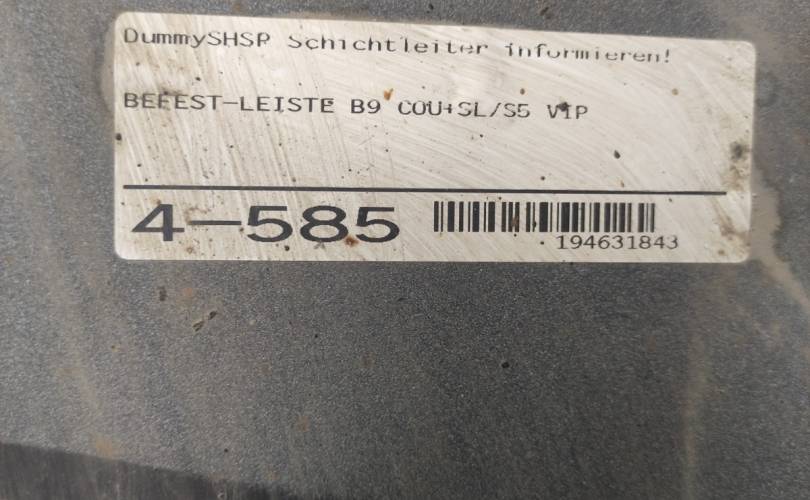 DummySHSP Schichtleiter informieren!
BEFEST-LEISTE B9 COU+SL/S5 VIP
4-585
194631843